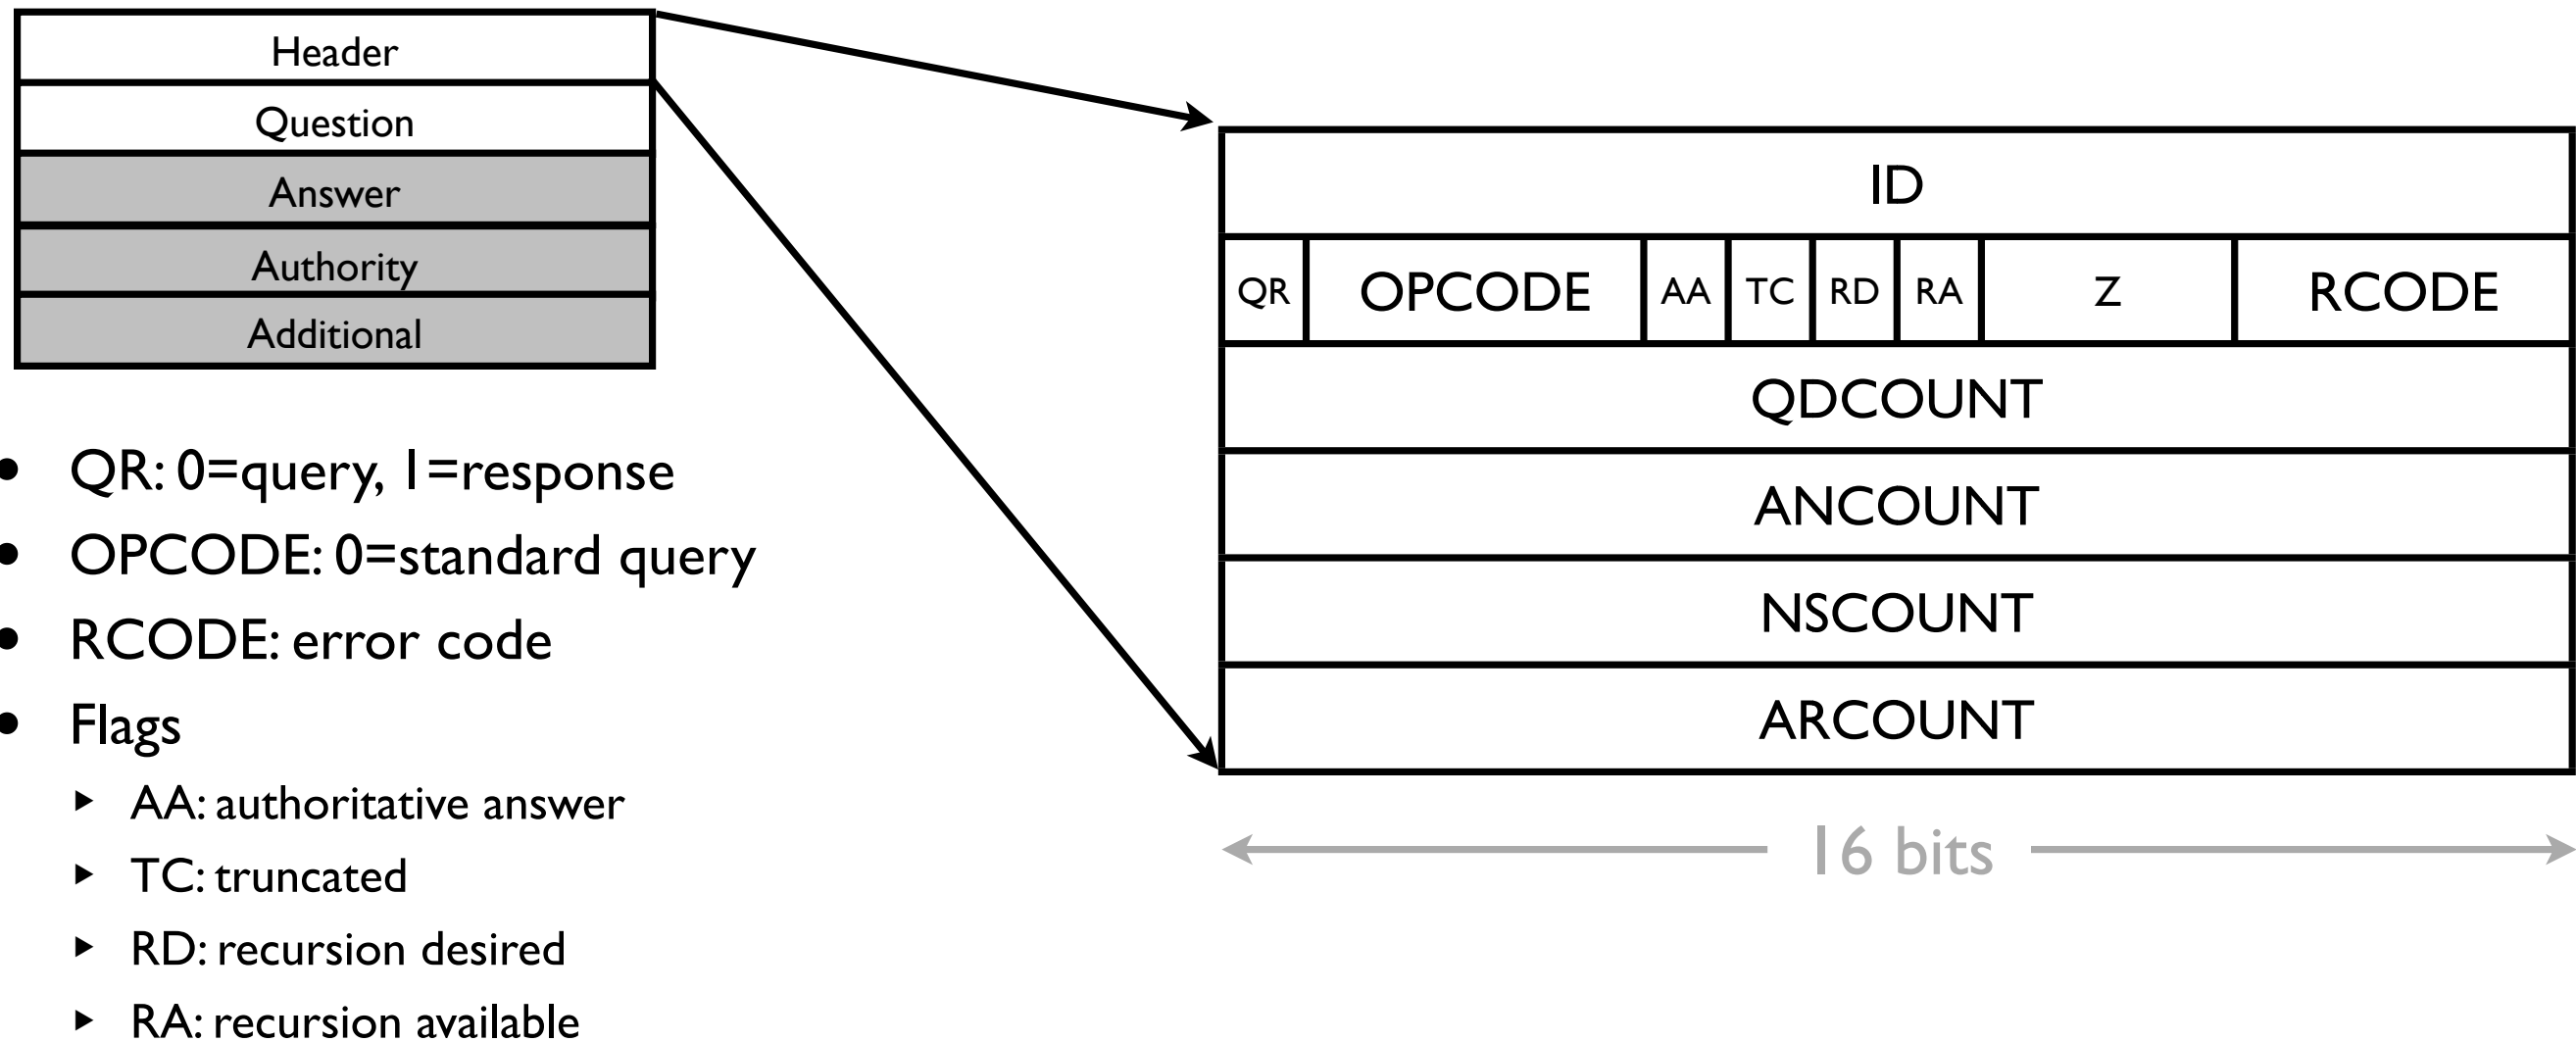 Header
Question
Answer
Authority
Additional
• QR: 0=query, 1=response
• OPCODE: 0=standard query
• RCODE: error code
• Flags
▸ AA: authoritative answer
▸ TC: truncated
▸ RD: recursion desired
▸ RA: recursion available
ID
QR OPCODE AA TC RD RA Z RCODE
QDCOUNT
ANCOUNT
NSCOUNT
ARCOUNT
16 bits